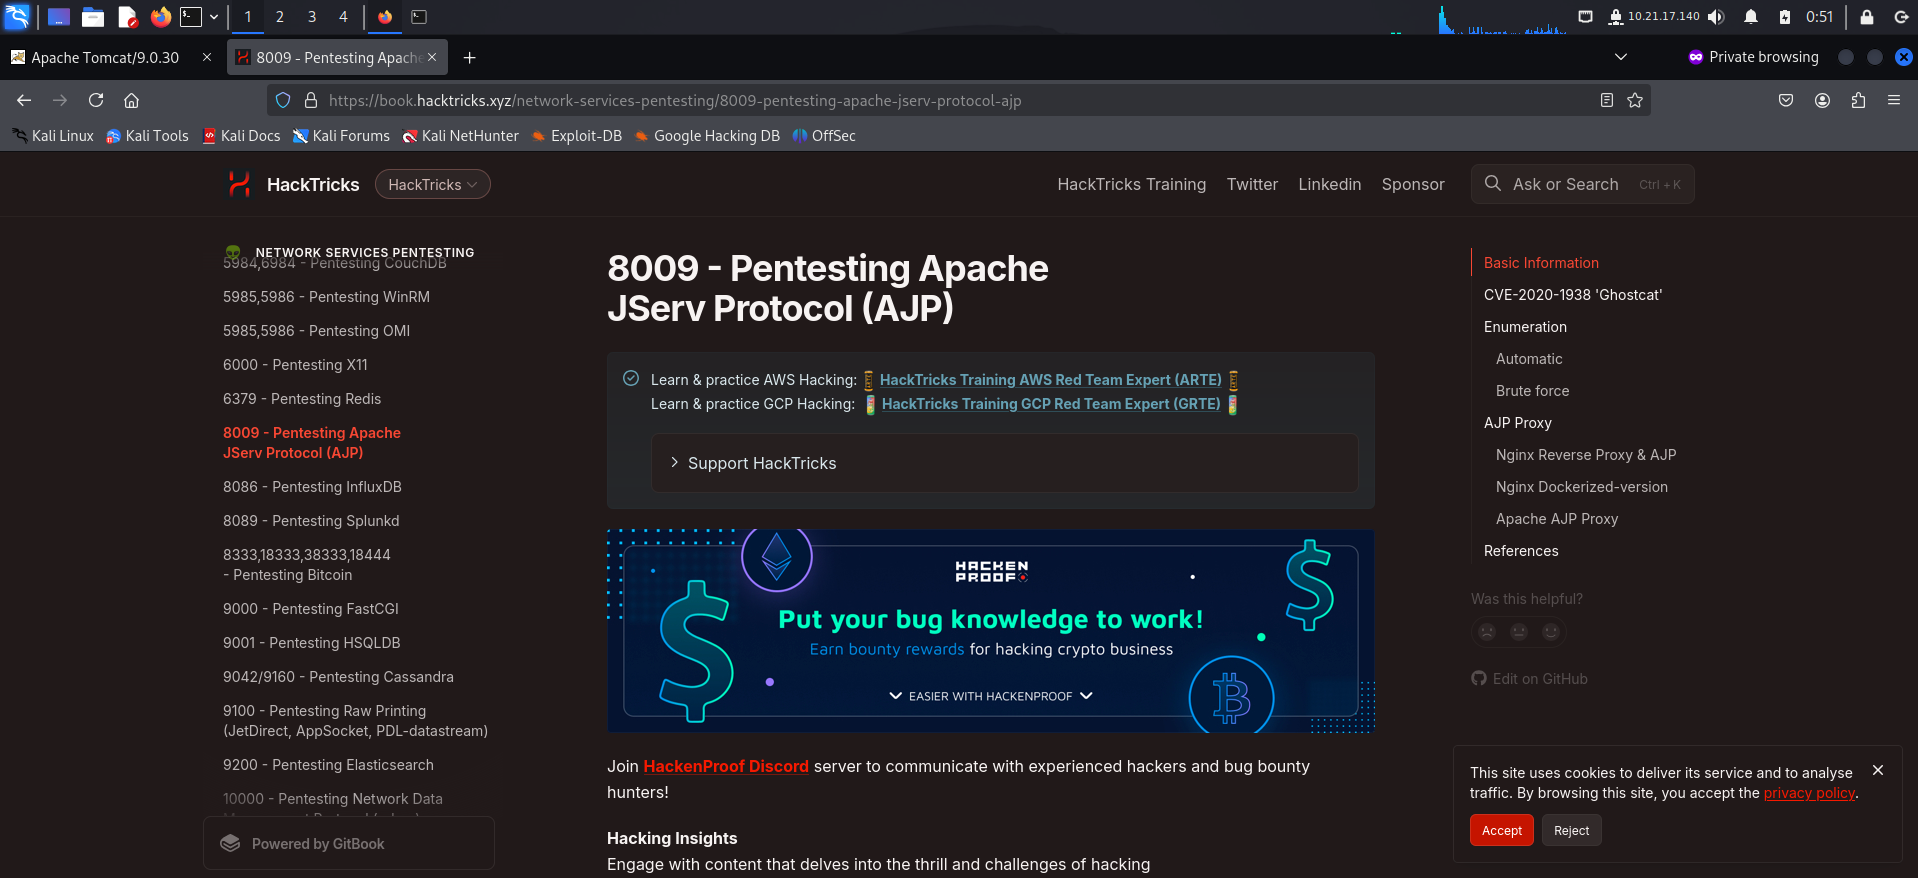 1 2 3 4
10.21.17.140
0:51
Apache Tomcat/9.0.30
8009 - Pentesting Apache
Private browsing
https://book.hacktricks.xyz/network-services-pentesting/8009-pentesting-apache-jserv-protocol-ajp
Kali Linux Kali Tools Kali Docs Kali Forums Kali NetHunter Exploit-DB Google Hacking DB OffSec
HackTricks HackTricks
HackTricks Training Twitter Linkedin Sponsor
Ask or Search Ctrl + K
NETWORK SERVICES PENTESTING
5984,6984 - Pentesting CouchDB
5985,5986 - Pentesting WinRM
5985,5986 - Pentesting OMI
6000 - Pentesting X11
6379 - Pentesting Redis
8009 - Pentesting Apache
JServ Protocol (AJP)
8086 - Pentesting InfluxDB
8089 - Pentesting Splunkd
8333,18333,38333,18444
- Pentesting Bitcoin
9000 - Pentesting FastCGI
9001 - Pentesting HSQLDB
9042/9160 - Pentesting Cassandra
9100 - Pentesting Raw Printing
(JetDirect, AppSocket, PDL-datastream)
9200 - Pentesting Elasticsearch
10000 - Pentesting Network Data
Powered by GitBook
8009 - Pentesting Apache
JServ Protocol (AJP)
Learn & practice AWS Hacking: HackTricks Training AWS Red Team Expert (ARTE)
Learn & practice GCP Hacking: HackTricks Training GCP Red Team Expert (GRTE)
Support HackTricks
HACKEN
PROOF
Put your bug knowledge to work!
Earn bounty rewards for hacking crypto business
EASIER WITH HACKENPROOF
Join HackenProof Discord server to communicate with experienced hackers and bug bounty
hunters!
Hacking Insights
Engage with content that delves into the thrill and challenges of hacking
Basic Information
CVE-2020-1938 'Ghostcat'
Enumeration
Automatic
Brute force
AJP Proxy
Nginx Reverse Proxy & AJP
Nginx Dockerized-version
Apache AJP Proxy
References
Was this helpful?
Edit on GitHub
This site uses cookies to deliver its service and to analyse
traffic. By browsing this site, you accept the privacy policy.
Accept Reject